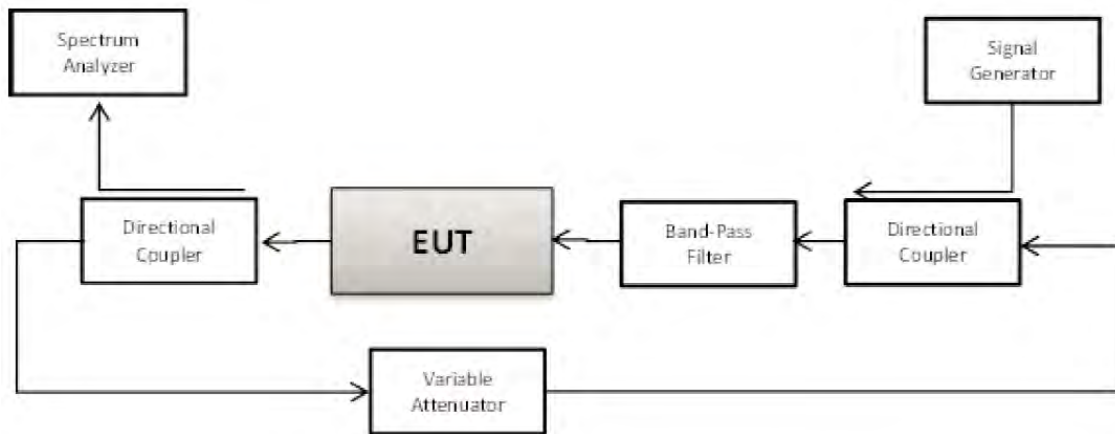 Spectrum
Analyzer
Signal
Generator
Directional
Coupler
EUT
Band-Pass
Filter
Directional
Coupler
Variable
Attenuator